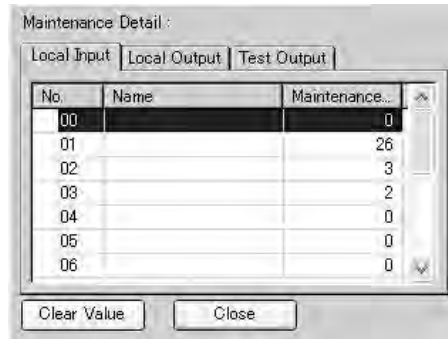 Maintenance Detail :
Local Input Local Output Test Output
No. Name Maintenance...
00 0
01 26
02 3
03 2
04 0
05 0
06 0
Clear Value Close